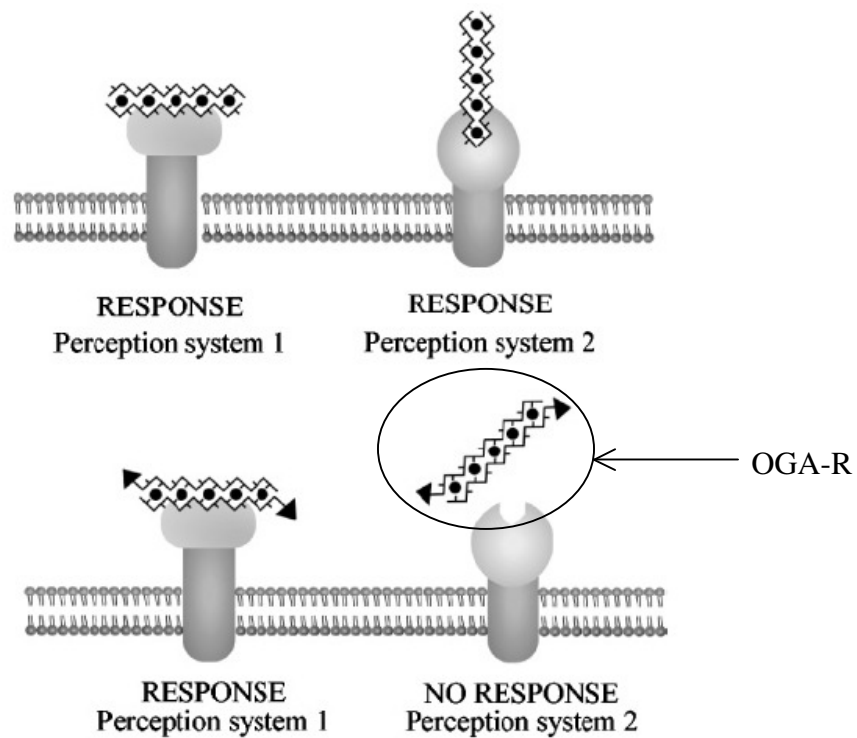 RESPONSE
Perception system 1
RESPONSE
Perception system 2
OGA-R
RESPONSE
Perception system 1
NO RESPONSE
Perception system 2